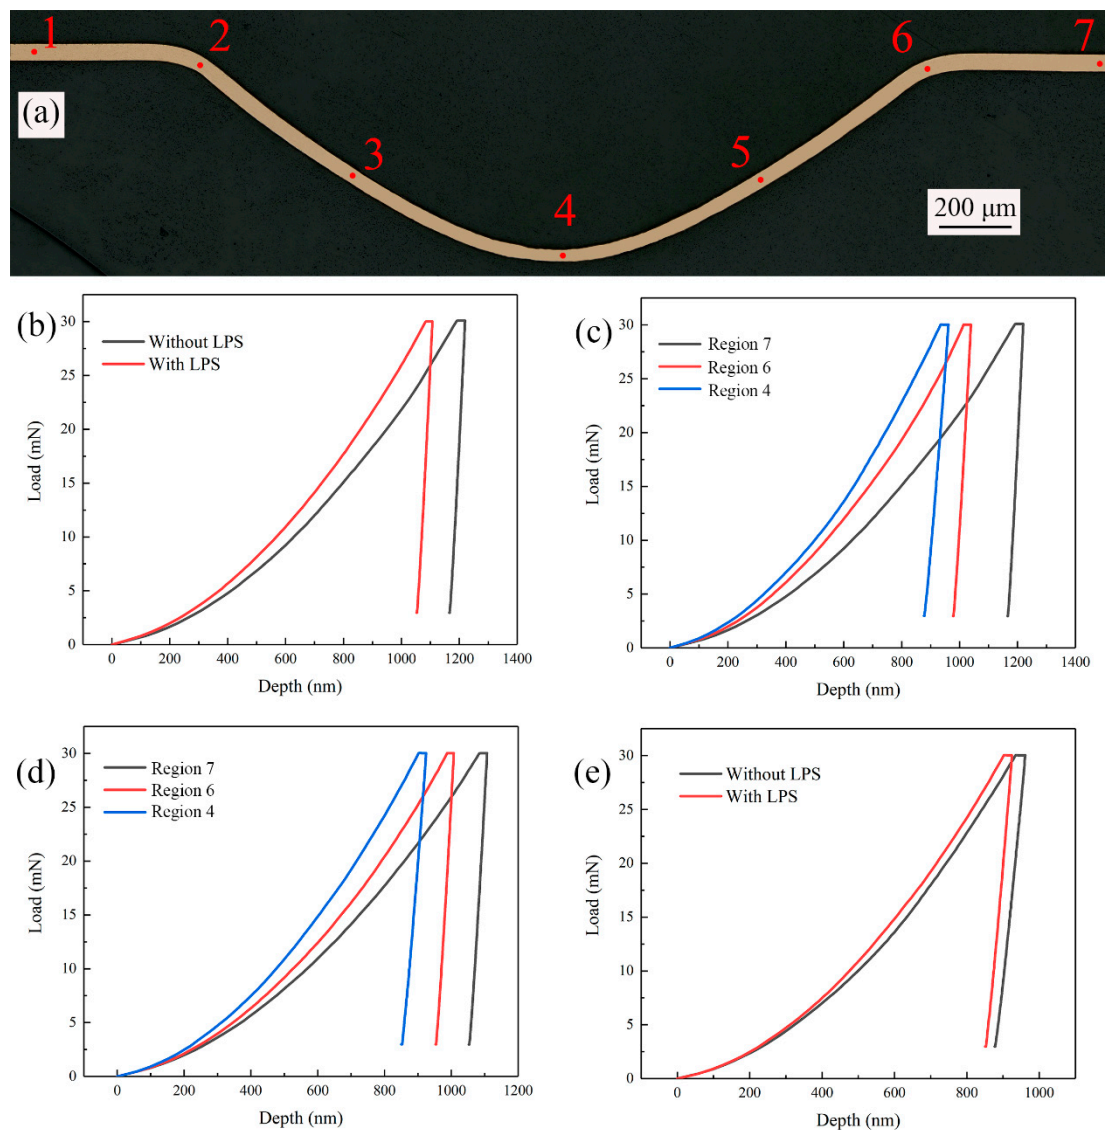 1 2 6 7
(a)
3 5
4
200 μm
(b)
Without LPS
With LPS
30
25
20
15
10
5
0
Load (mN)
0 200 400 600 800 1000 1200 1400
Depth (nm)
(c)
Region 7
Region 6
Region 4
30
25
20
15
10
5
0
Load (mN)
0 200 400 600 800 1000 1200 1400
Depth (nm)
(d)
Region 7
Region 6
Region 4
30
25
20
15
10
5
0
Load (mN)
0 200 400 600 800 1000 1200
Depth (nm)
(e)
Without LPS
With LPS
30
25
20
15
10
5
0
Load (mN)
0 200 400 600 800 1000
Depth (nm)